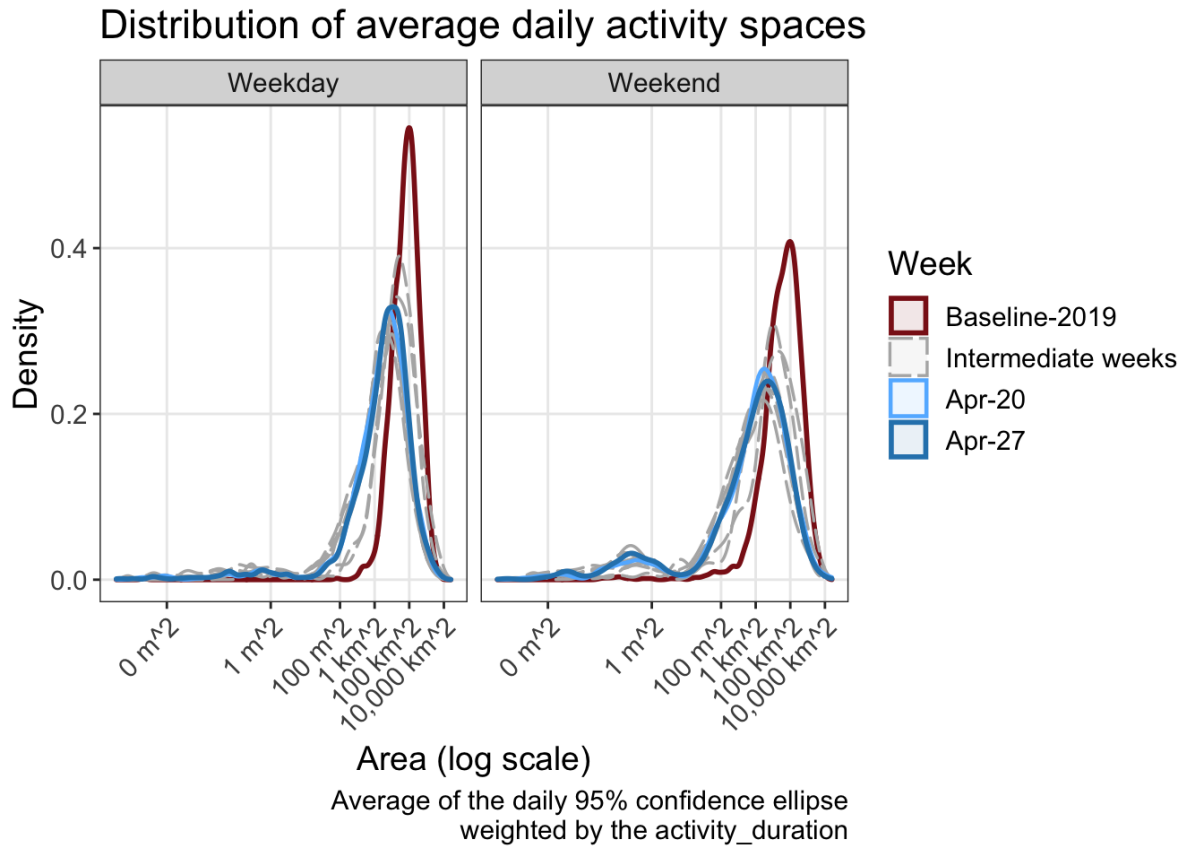 Distribution of average daily activity spaces
Weekday
Weekend
Density
0.4
0.2
0.0
0 m^2
1 m^2
100 m^2
1 km^2
100 km^2
10,000 km^2
0 m^2
1 m^2
100 m^2
1 km^2
100 km^2
10,000 km^2
Area (log scale)
Week
Baseline-2019
Intermediate weeks
Apr-20
Apr-27
Average of the daily 95% confidence ellipse
weighted by the activity_duration